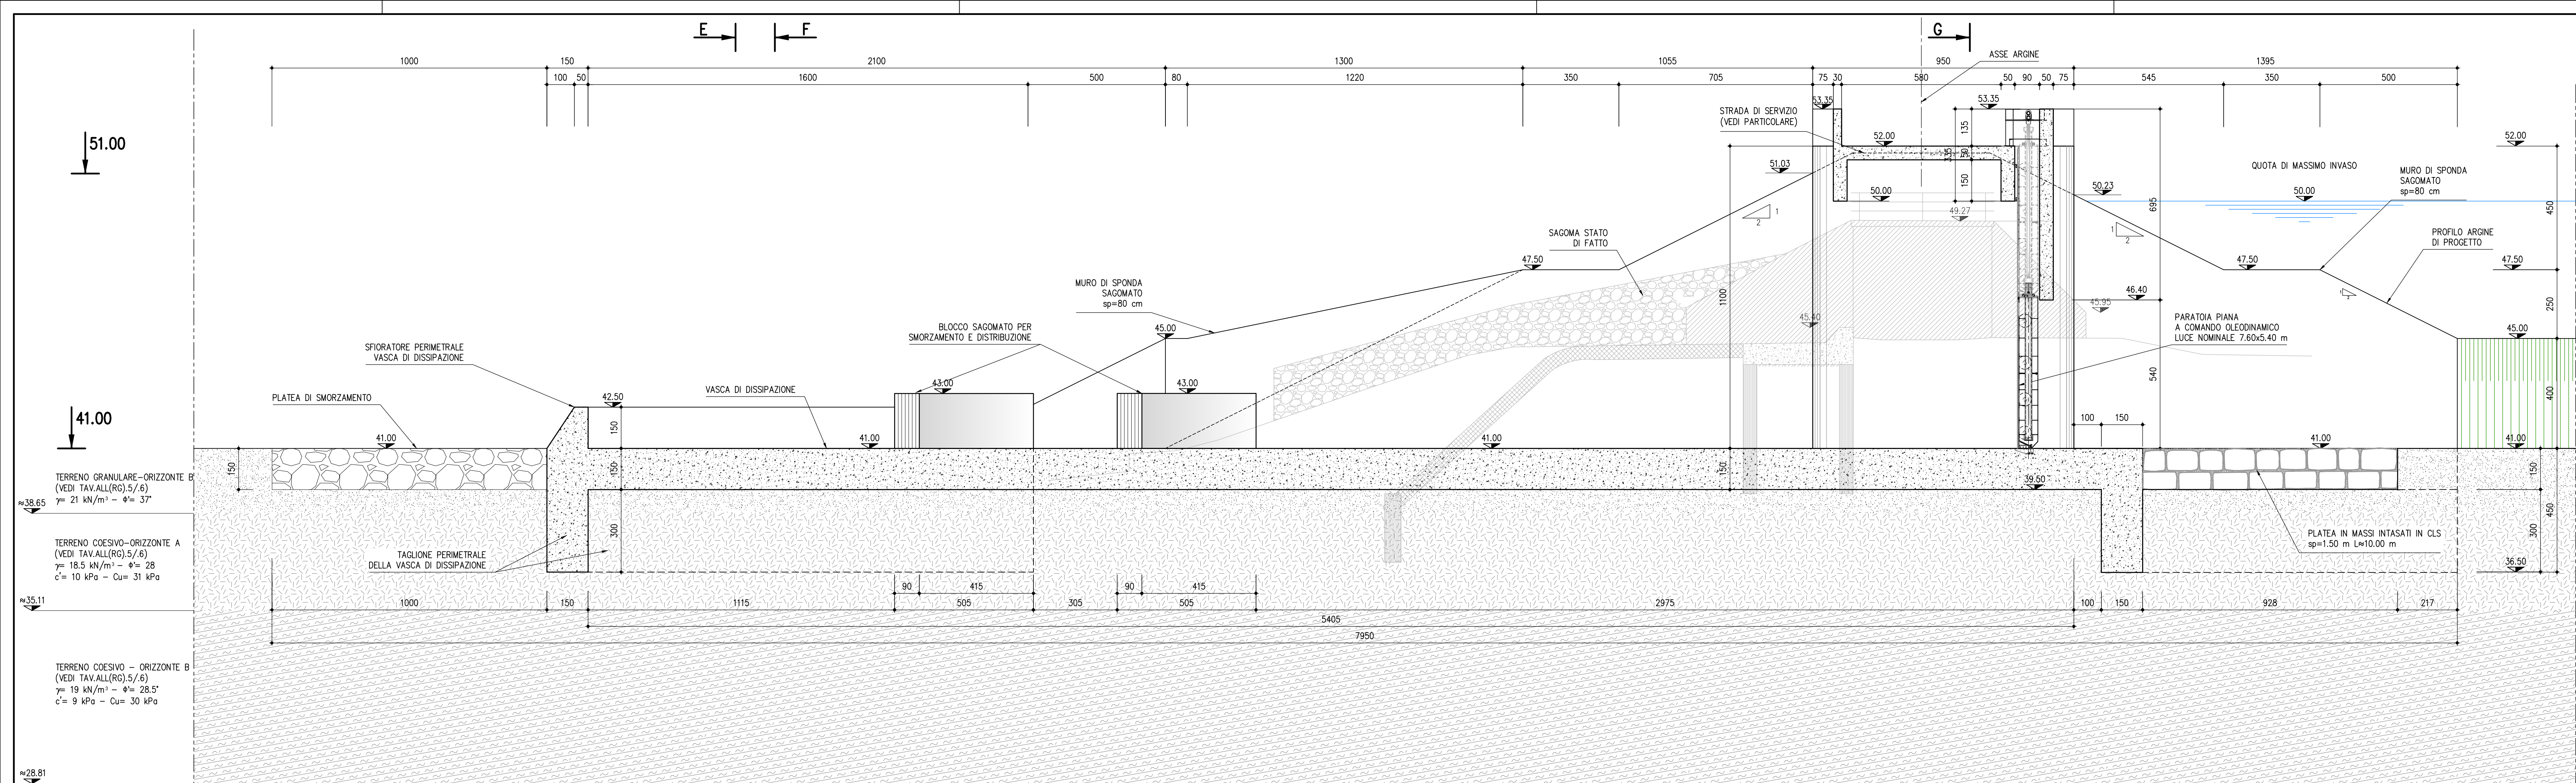 E
F
G
ASSE ARGINE
1000
150
2100
1300
1055
950
1395
100
50
1600
500
80
1220
350
705
75
30
580
50
90
50
75
545
350
500
53.35
53.35
STRADA DI SERVIZIO
(VEDI PARTICOLARE)
135
52.00
52.00
51.00
335
50
150
51.03
QUOTA DI MASSIMO INVASO
MURO DI SPONDA
SAGOMATO
sp=80 cm
50.00
50.23
50.00
695
450
49.27
1
2
1
2
SAGOMA STATO
DI FATTO
PROFILO ARGINE
DI PROGETTO
47.50
47.50
47.50
MURO DI SPONDA
SAGOMATO
sp=80 cm
1100
46.40
45.95
250
45.40
PARATOIA PIANA
A COMANDO OLEODINAMICO
LUCE NOMINALE 7.60x5.40 m
BLOCCO SAGOMATO PER
SMORZAMENTO E DISTRIBUZIONE
45.00
45.00
SFIORATORE PERIMETRALE
VASCA DI DISSIPAZIONE
540
43.00
43.00
VASCA DI DISSIPAZIONE
400
PLATEA DI SMORZAMENTO
42.50
41.00
150
100
150
41.00
41.00
41.00
41.00
41.00
150
150
150
150
TERRENO GRANULARE-ORIZZONTE B
(VEDI TAV.ALL(RG).5/.6)
γ= 21 kN/m³ - Φ'= 37°
39.50
≈38.65
300
450
300
PLATEA IN MASSI INTASATI IN CLS
sp=1.50 m L≈10.00 m
TERRENO COESIVO-ORIZZONTE A
(VEDI TAV.ALL(RG).5/.6)
γ= 18.5 kN/m³ - Φ'= 28
c'= 10 kPa - Cu= 31 kPa
TAGLIONE PERIMETRALE
DELLA VASCA DI DISSIPAZIONE
36.50
90
415
90
415
≈35.11
1000
150
1115
505
305
505
2975
100
150
928
217
5405
7950
TERRENO COESIVO - ORIZZONTE B
(VEDI TAV.ALL(RG).5/.6)
γ= 19 kN/m³ - Φ'= 28.5°
c'= 9 kPa - Cu= 30 kPa
≈28.81